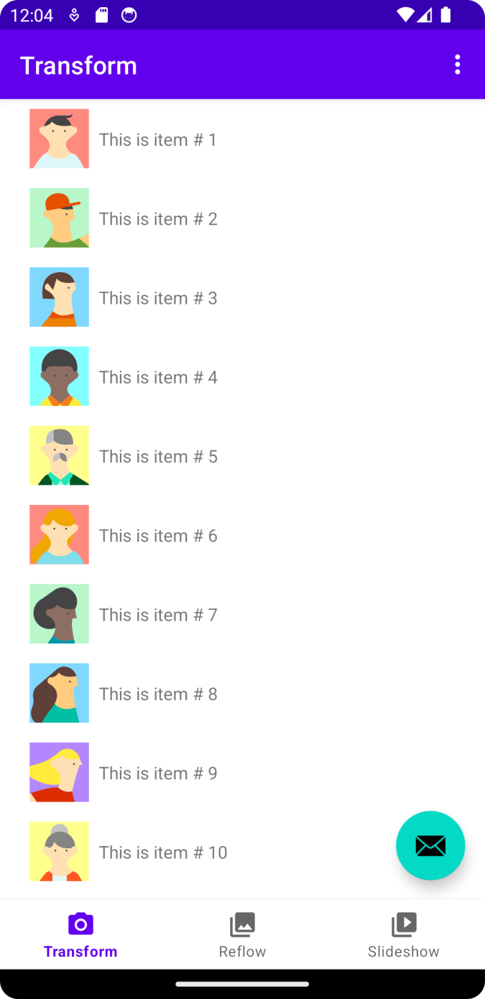 12:04
Transform
This is item # 1
This is item # 2
This is item # 3
This is item # 4
This is item # 5
This is item # 6
This is item # 7
This is item # 8
This is item # 9
This is item # 10
Transform
Reflow
Slideshow